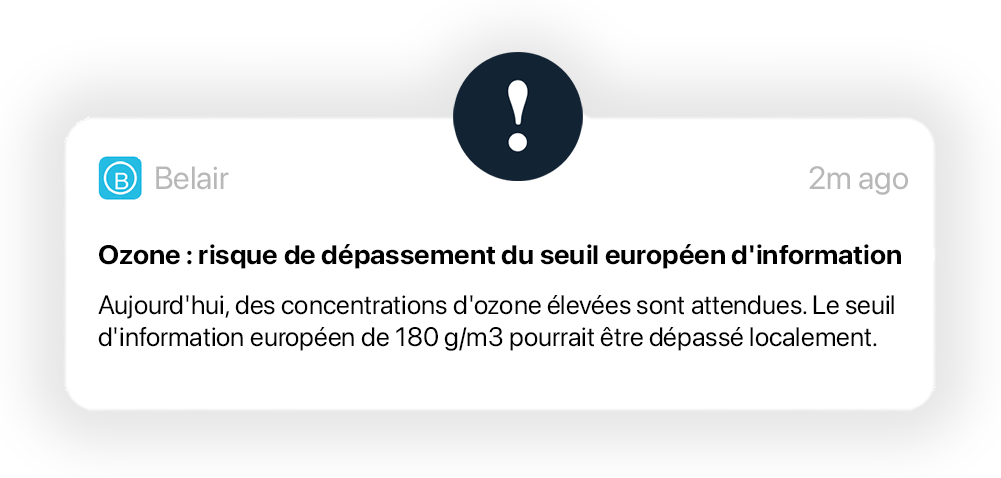 !
B Belair 2m ago
Ozone : risque de dépassement du seuil européen d'information
Aujourd'hui, des concentrations d'ozone élevées sont attendues. Le seuil
d'information européen de 180 g/m3 pourrait être dépassé localement.